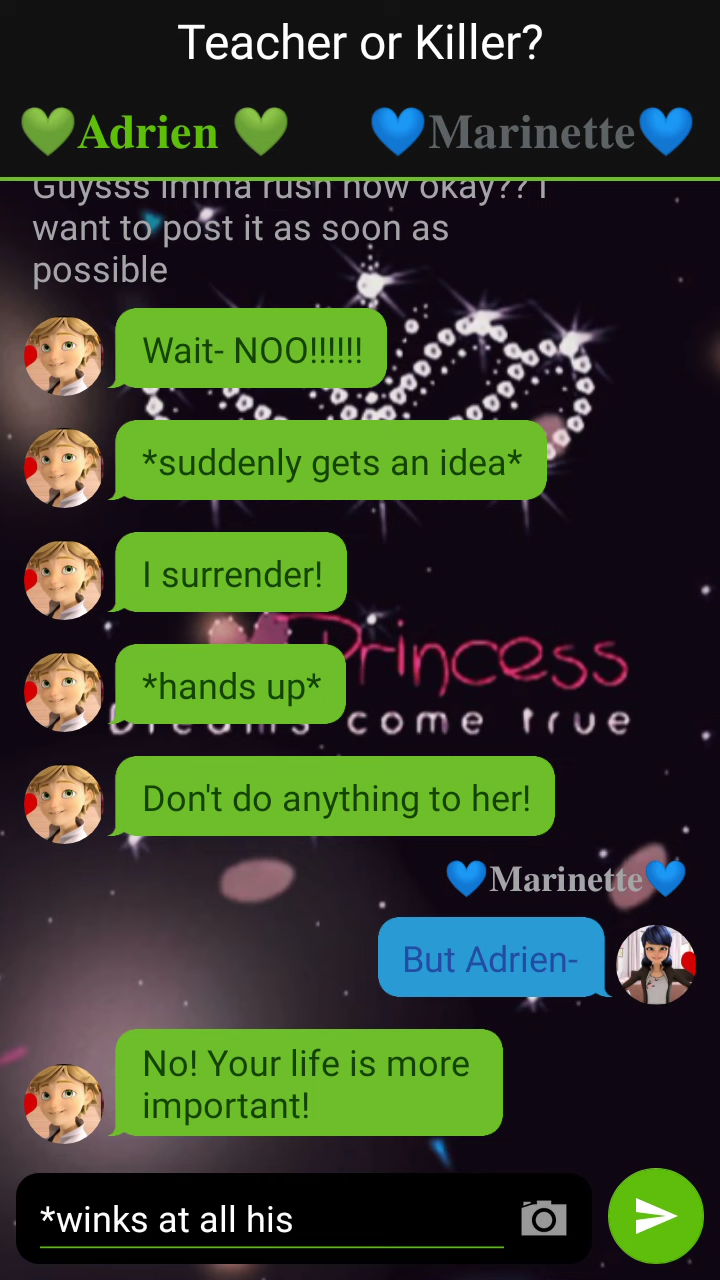 Teacher or Killer?
💚Adrien 💚 💙Marinette💙
Guysss imma rush now okay?? I
want to post it as soon as
possible
Wait- NOO!!!!!!
*suddenly gets an idea*
I surrender!
Princess
*hands up*
Dreams come true
Don't do anything to her!
💙Marinette💙
But Adrien-
No! Your life is more
important!
*winks at all his